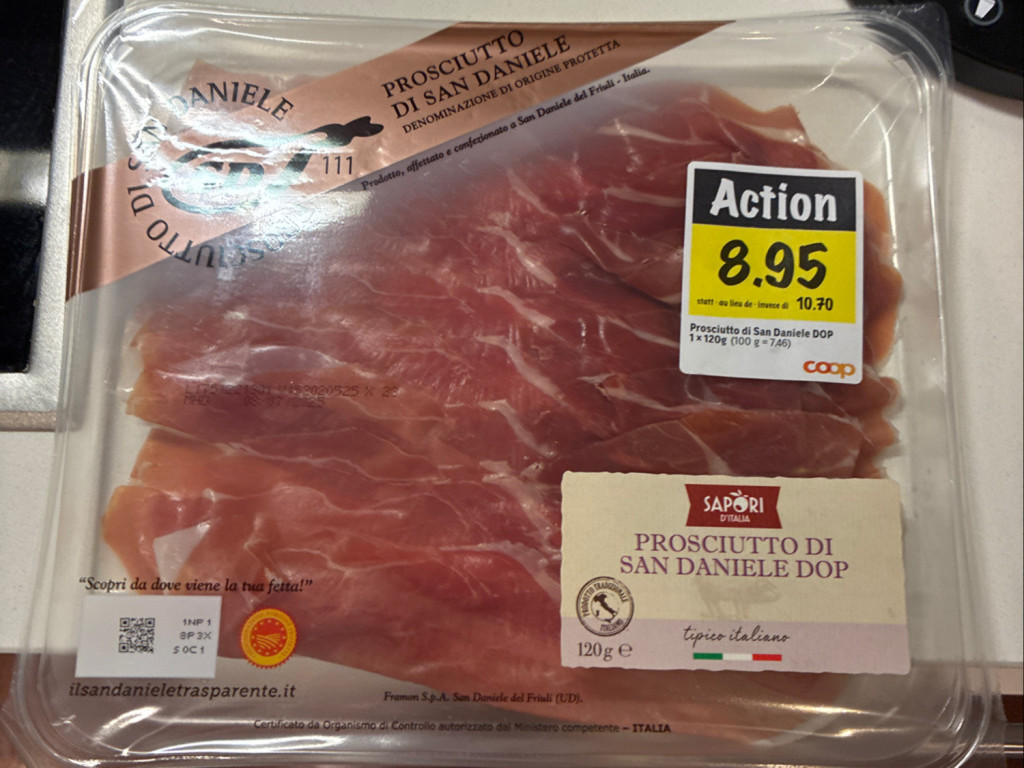 PROSCIUTTO
DI SAN DANIELE
DENOMINAZIONE DI ORIGINE PROTETTA
Prodotto, affettato e confezionato a San Daniele del Friuli - Italia.
DANIELE
111
PROSCIUTTO DI
Action
8.95
statt - au lieu de - invece di 10.70
Prosciutto di San Daniele DOP
1 x 120g (100 g = 7.46)
coop
SAPORI
D'ITALIA
PROSCIUTTO DI
SAN DANIELE DOP
PRODOTTO TRADIZIONALE
ITALIANO
tipico italiano
120 g ℮
"Scopri da dove viene la tua fetta!"
1NP1
8P3X
S0C1
ilsandanieletrasparente.it
Framon S.p.A. San Daniele del Friuli (UD).
Certificato da Organismo di Controllo autorizzato dal Ministero competente – ITALIA